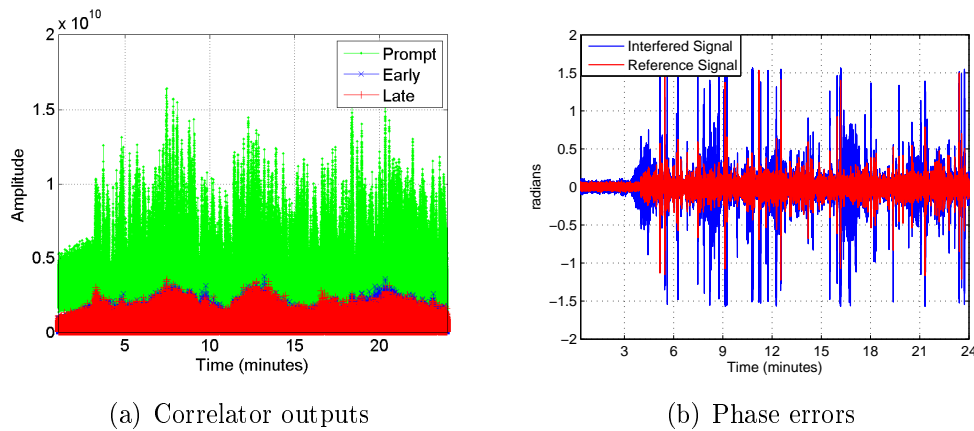 2 x 10^10
1.5
1
0.5
0
Amplitude
5
10
15
20
Time (minutes)
Prompt
Early
Late
(a) Correlator outputs
2
1.5
1
0.5
0
−0.5
−1
−1.5
−2
radians
3
6
9
12
15
18
21
24
Time (minutes)
Interfered Signal
Reference Signal
(b) Phase errors